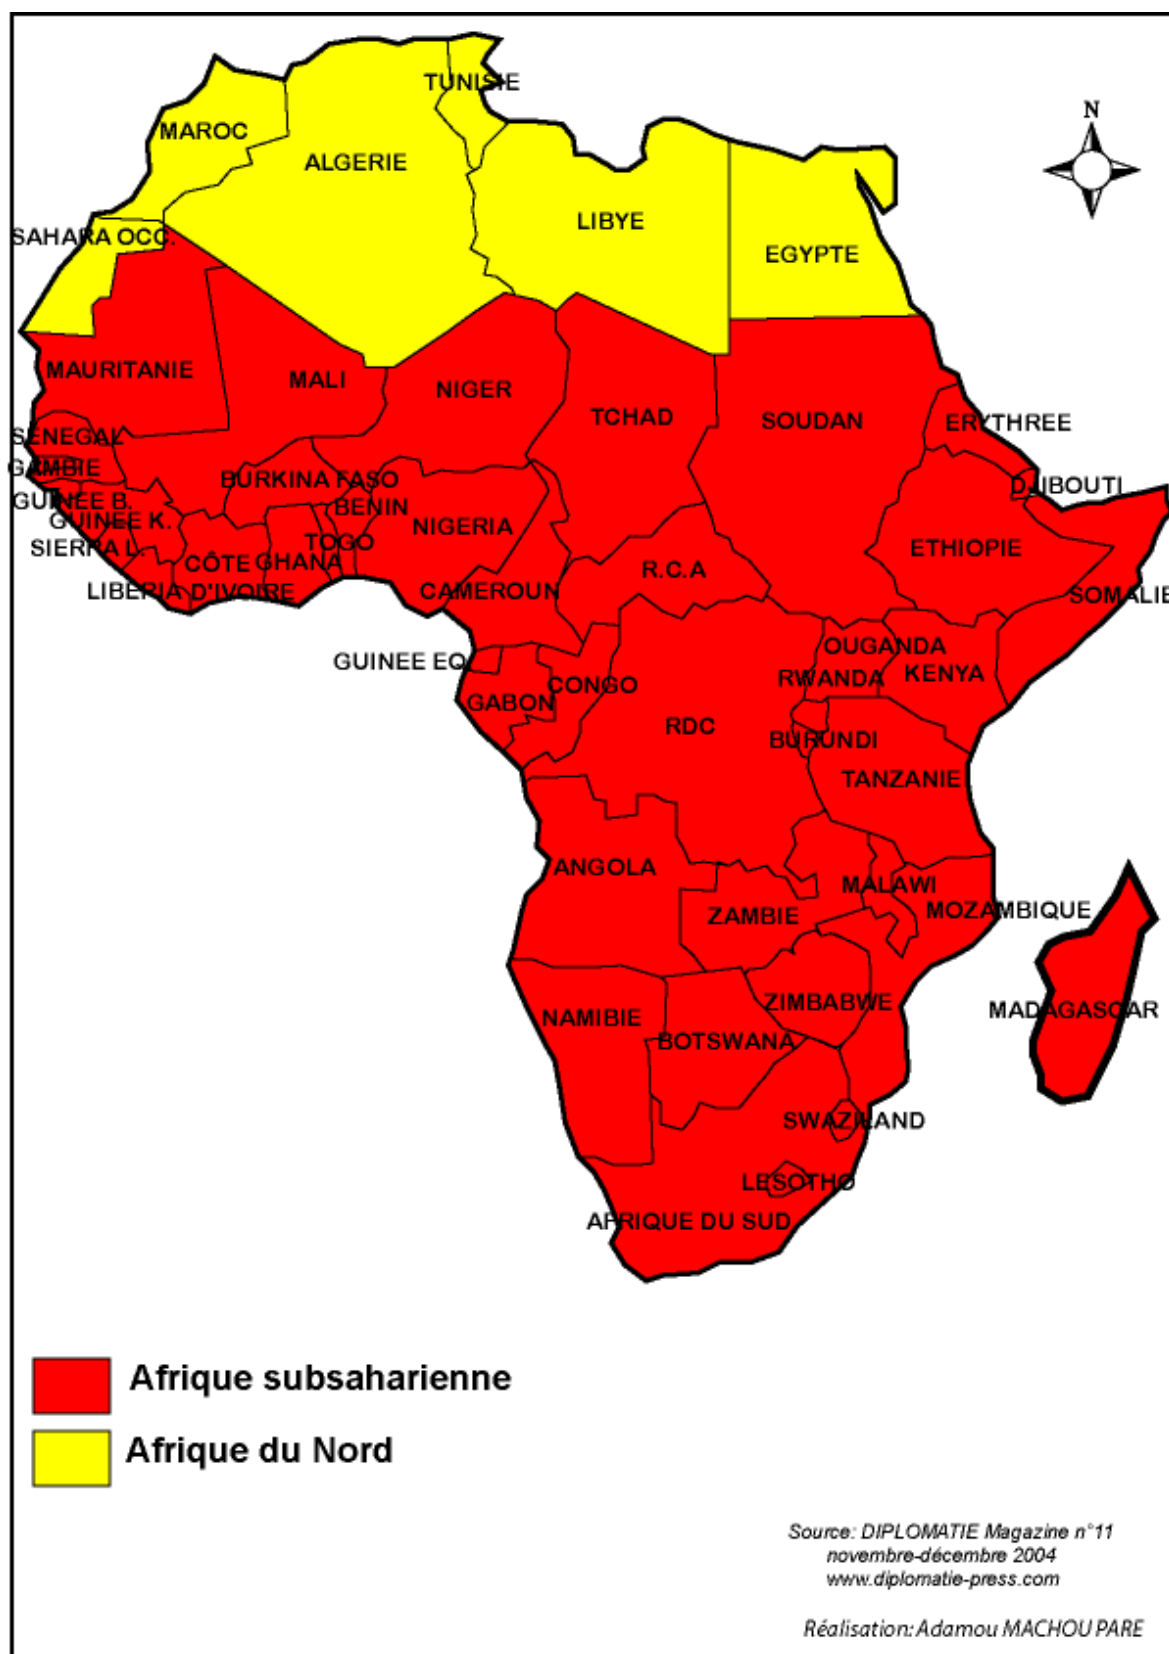 N
TUNISIE
MAROC
ALGERIE
LIBYE
SAHARA OCC.
EGYPTE
MAURITANIE
MALI
NIGER
TCHAD
SOUDAN
ERYTHREE
SENEGAL
GAMBIE
BURKINA FASO
DJIBOUTI
GUINEE B.
BENIN
GUINEE K.
NIGERIA
SIERRA L.
TOGO
ETHIOPIE
CÔTE
GHANA
R.C.A
LIBERIA
D'IVOIRE
CAMEROUN
SOMALIE
OUGANDA
GUINEE EQ.
RWANDA
KENYA
CONGO
GABON
RDC
BURUNDI
TANZANIE
ANGOLA
MALAWI
ZAMBIE
MOZAMBIQUE
ZIMBABWE
MADAGASCAR
NAMIBIE
BOTSWANA
SWAZILAND
LESOTHO
AFRIQUE DU SUD
Afrique subsaharienne
Afrique du Nord
Source: DIPLOMATIE Magazine n°11
novembre-décembre 2004
www.diplomatie-press.com
Réalisation: Adamou MACHOU PARE